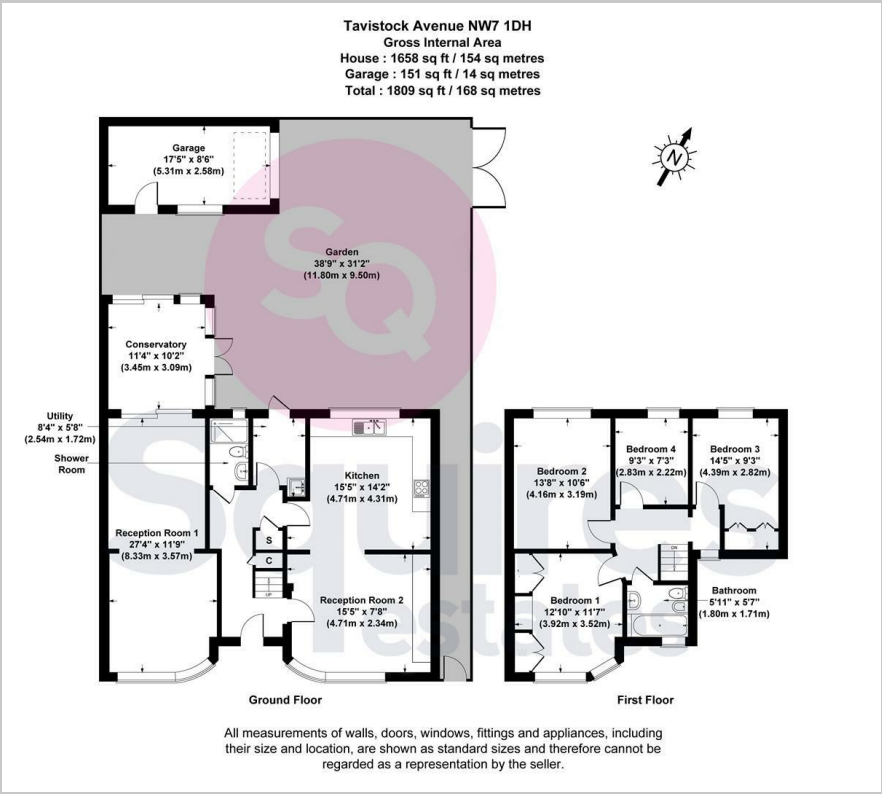 Tavistock Avenue NW7 1DH
Gross Internal Area
House : 1658 sq ft / 154 sq metres
Garage : 151 sq ft / 14 sq metres
Total : 1809 sq ft / 168 sq metres
Garage
17'5" x 8'6"
(5.31m x 2.58m)
N
SQ
Garden
38'9" x 31'2"
(11.80m x 9.50m)
Conservatory
11'4" x 10'2"
(3.45m x 3.09m)
Utility
8'4" x 5'8"
(2.54m x 1.72m)
Shower
Room
Kitchen
15'5" x 14'2"
(4.71m x 4.31m)
Reception Room 1
27'4" x 11'9"
(8.33m x 3.57m)
S
C
UP
Reception Room 2
15'5" x 7'8"
(4.71m x 2.34m)
Bedroom 2
13'8" x 10'6"
(4.16m x 3.19m)
Bedroom 4
9'3" x 7'3"
(2.83m x 2.22m)
Bedroom 3
14'5" x 9'3"
(4.39m x 2.82m)
DN
Bedroom 1
12'10" x 11'7"
(3.92m x 3.52m)
Bathroom
5'11" x 5'7"
(1.80m x 1.71m)
Squires
estates
Ground Floor
First Floor
All measurements of walls, doors, windows, fittings and appliances, including
their size and location, are shown as standard sizes and therefore cannot be
regarded as a representation by the seller.